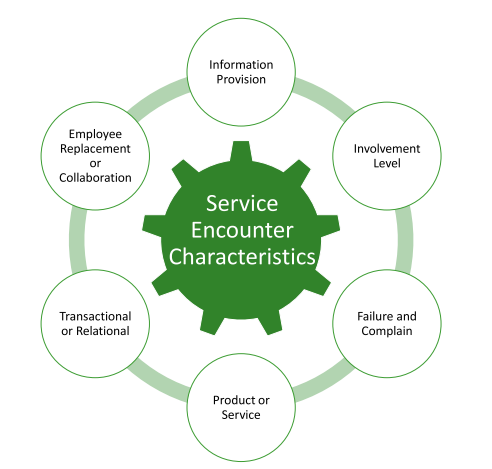 Information
Provision
Involvement
Level
Failure and
Complain
Product or
Service
Transactional
or Relational
Employee
Replacement
or
Collaboration
Service
Encounter
Characteristics